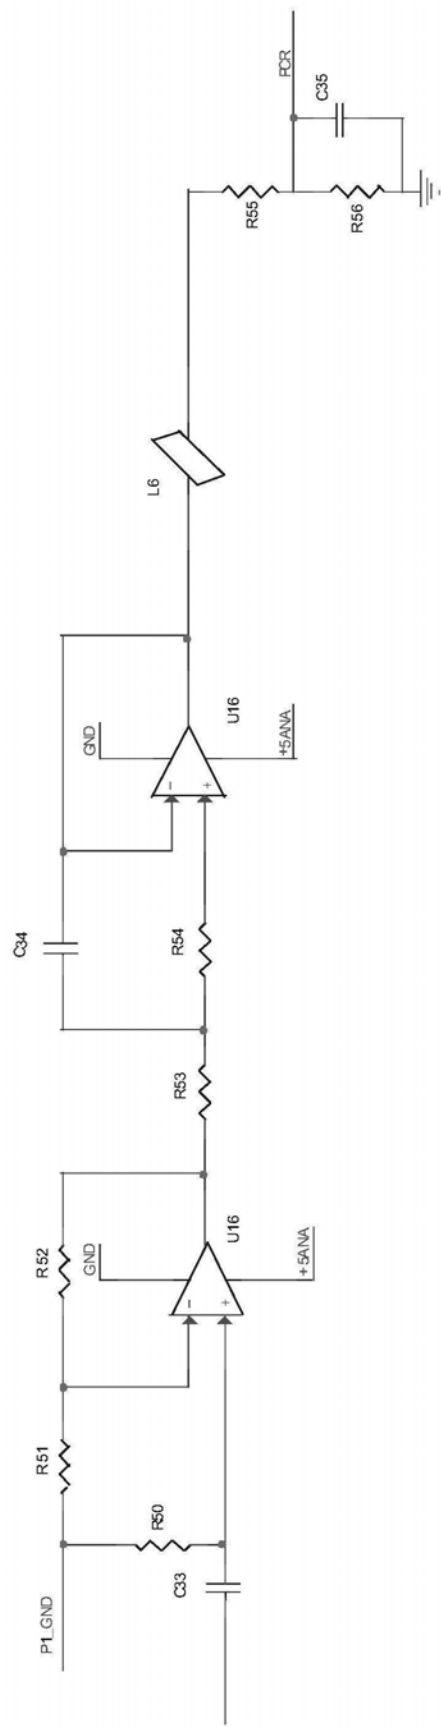 P1_GND
C33
R50
R51
R52
GND
-
+
U16
+5ANA
R53
C34
R54
GND
-
+
U16
+5ANA
L6
R55
R56
C35
PCR